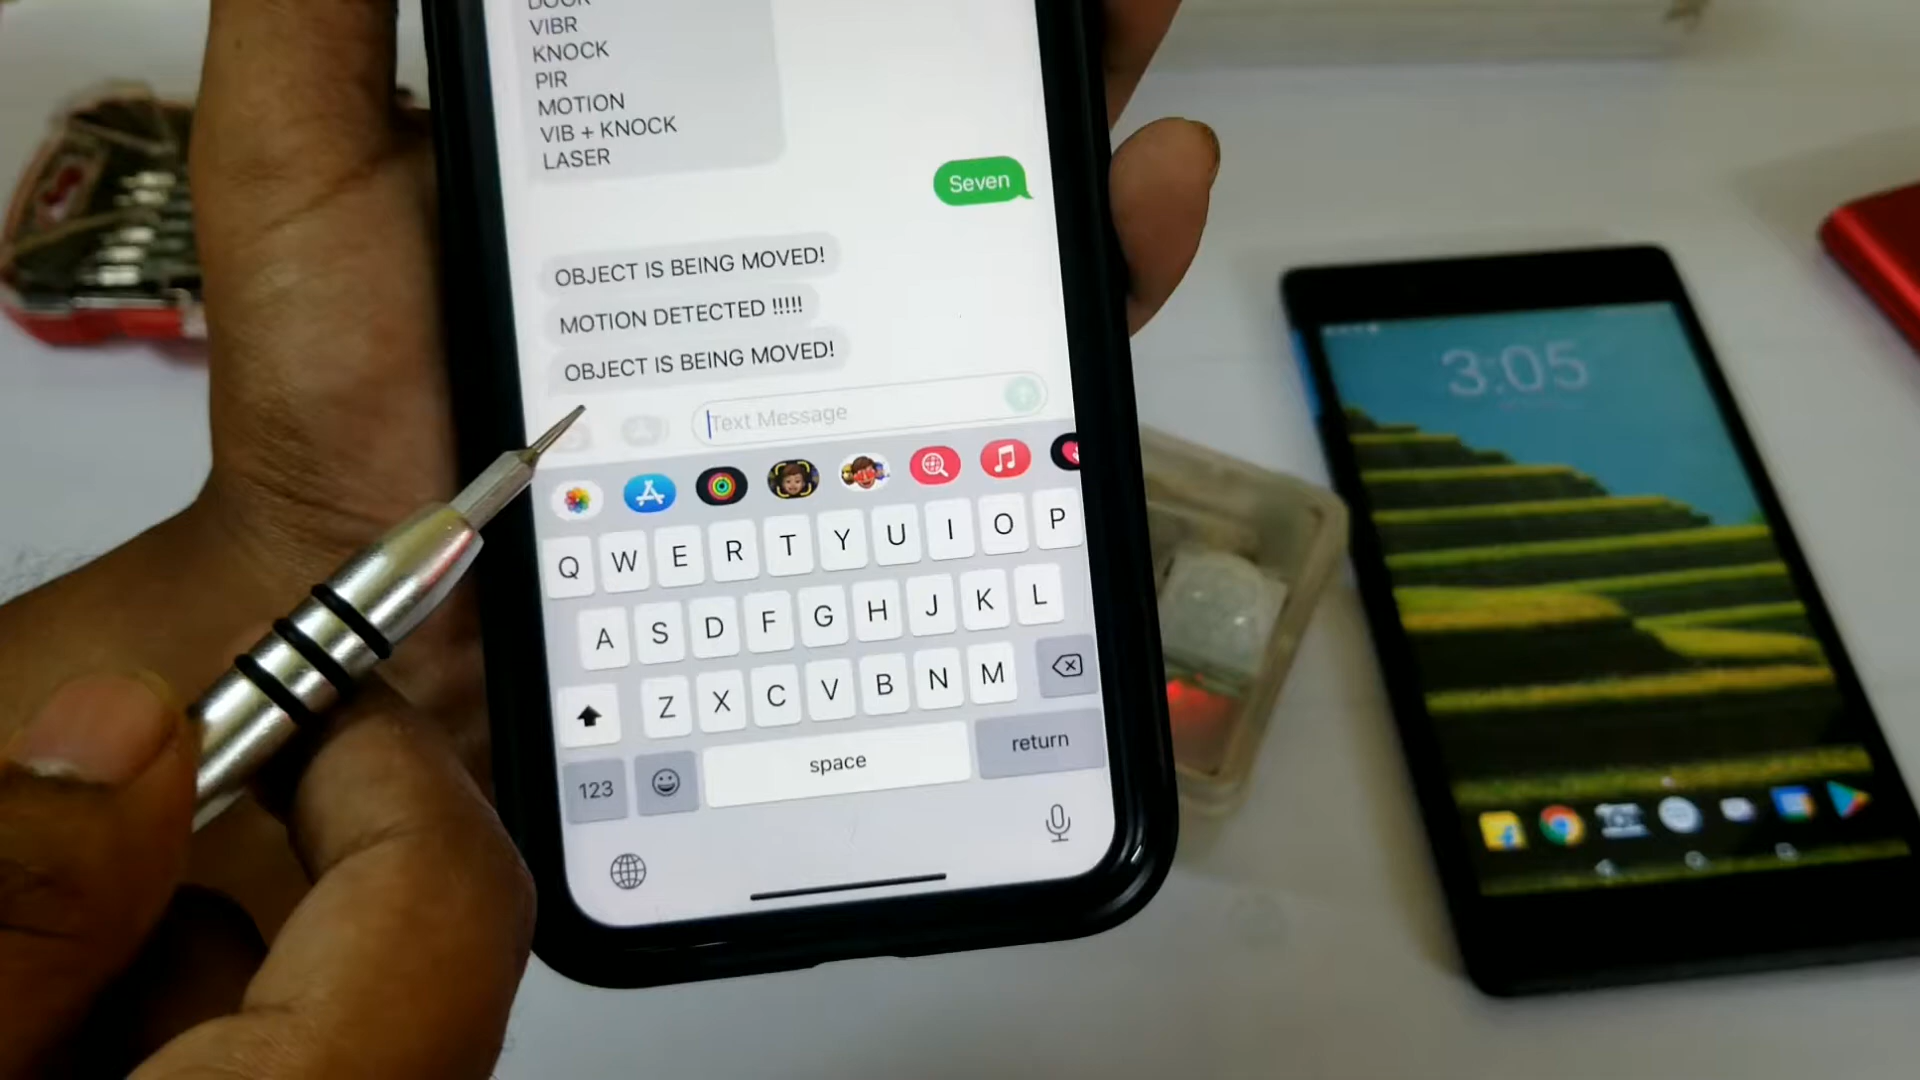 DOOR
VIBR
KNOCK
PIR
MOTION
VIB + KNOCK
LASER
Seven
OBJECT IS BEING MOVED!
MOTION DETECTED !!!!!
OBJECT IS BEING MOVED!
Text Message
Q W E R T Y U I O P
A S D F G H J K L
Z X C V B N M
123 space return
3:05